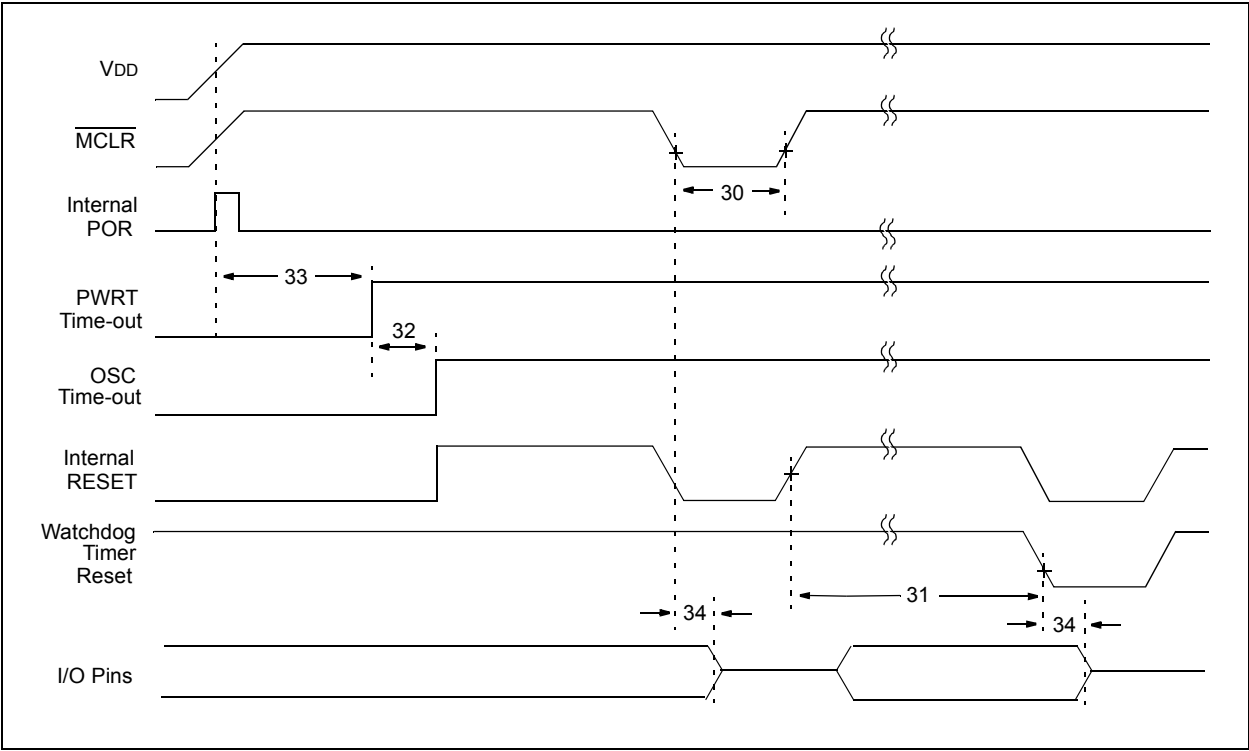 VDD
MCLR
30
Internal
POR
33
PWRT
Time-out
32
OSC
Time-out
Internal
RESET
Watchdog
Timer
Reset
31
34
34
I/O Pins